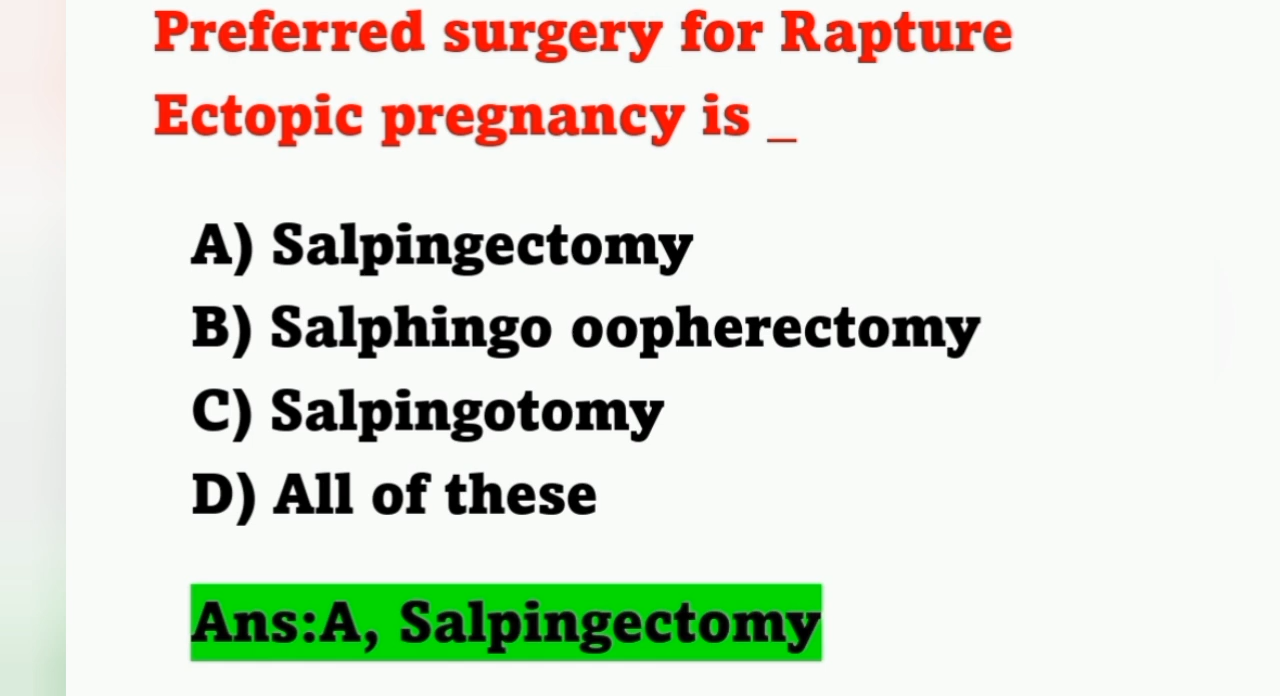 Preferred surgery for Rapture
Ectopic pregnancy is _
A) Salpingectomy
B) Salphingo oopherectomy
C) Salpingotomy
D) All of these
Ans:A, Salpingectomy